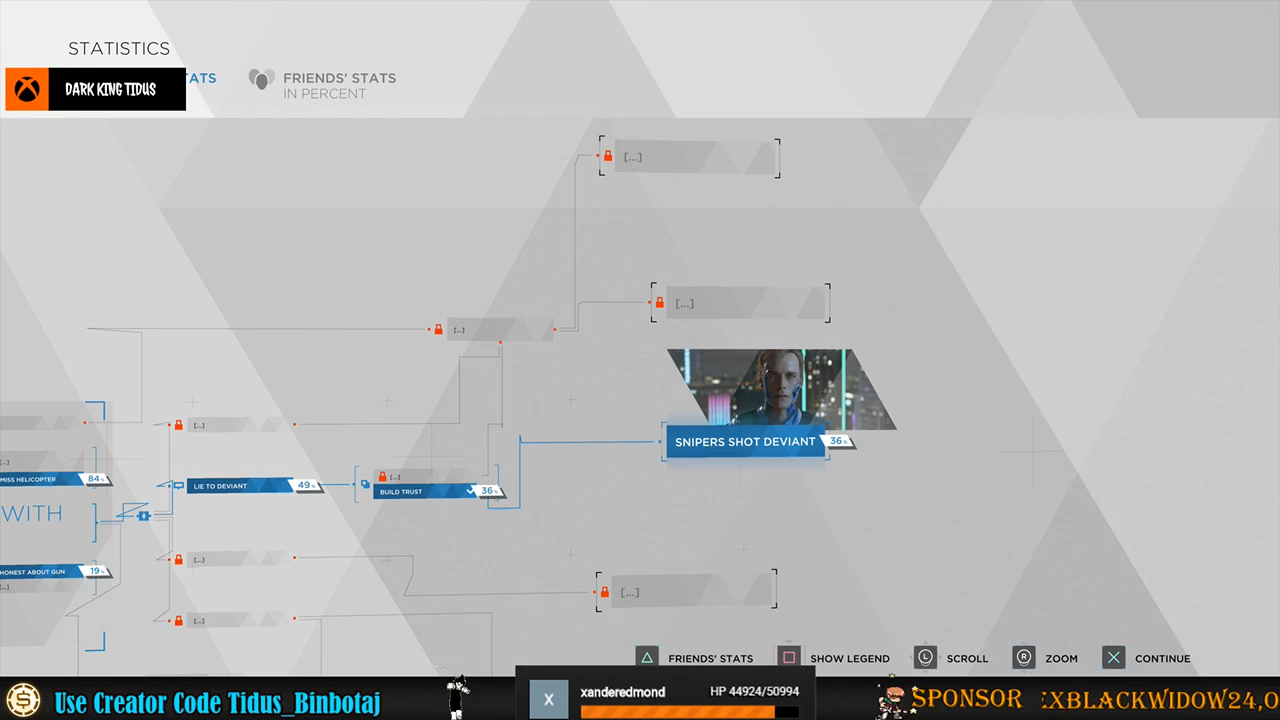 STATISTICS
DARK KING TIDUS
TATS
FRIENDS' STATS
IN PERCENT
[...]
[...]
[...]
SNIPERS SHOT DEVIANT 36%
[...]
[...]
MISS HELICOPTER 84%
LIE TO DEVIANT 49%
[...]
BUILD TRUST 36%
WITH
[...]
HONEST ABOUT GUN 19%
[...]
[...]
[...]
FRIENDS' STATS
SHOW LEGEND
L SCROLL
R ZOOM
CONTINUE
Use Creator Code Tidus_Binbotaj
X xanderedmond HP 44924/50994
SPONSOR
EXBLACKWIDOW24,0